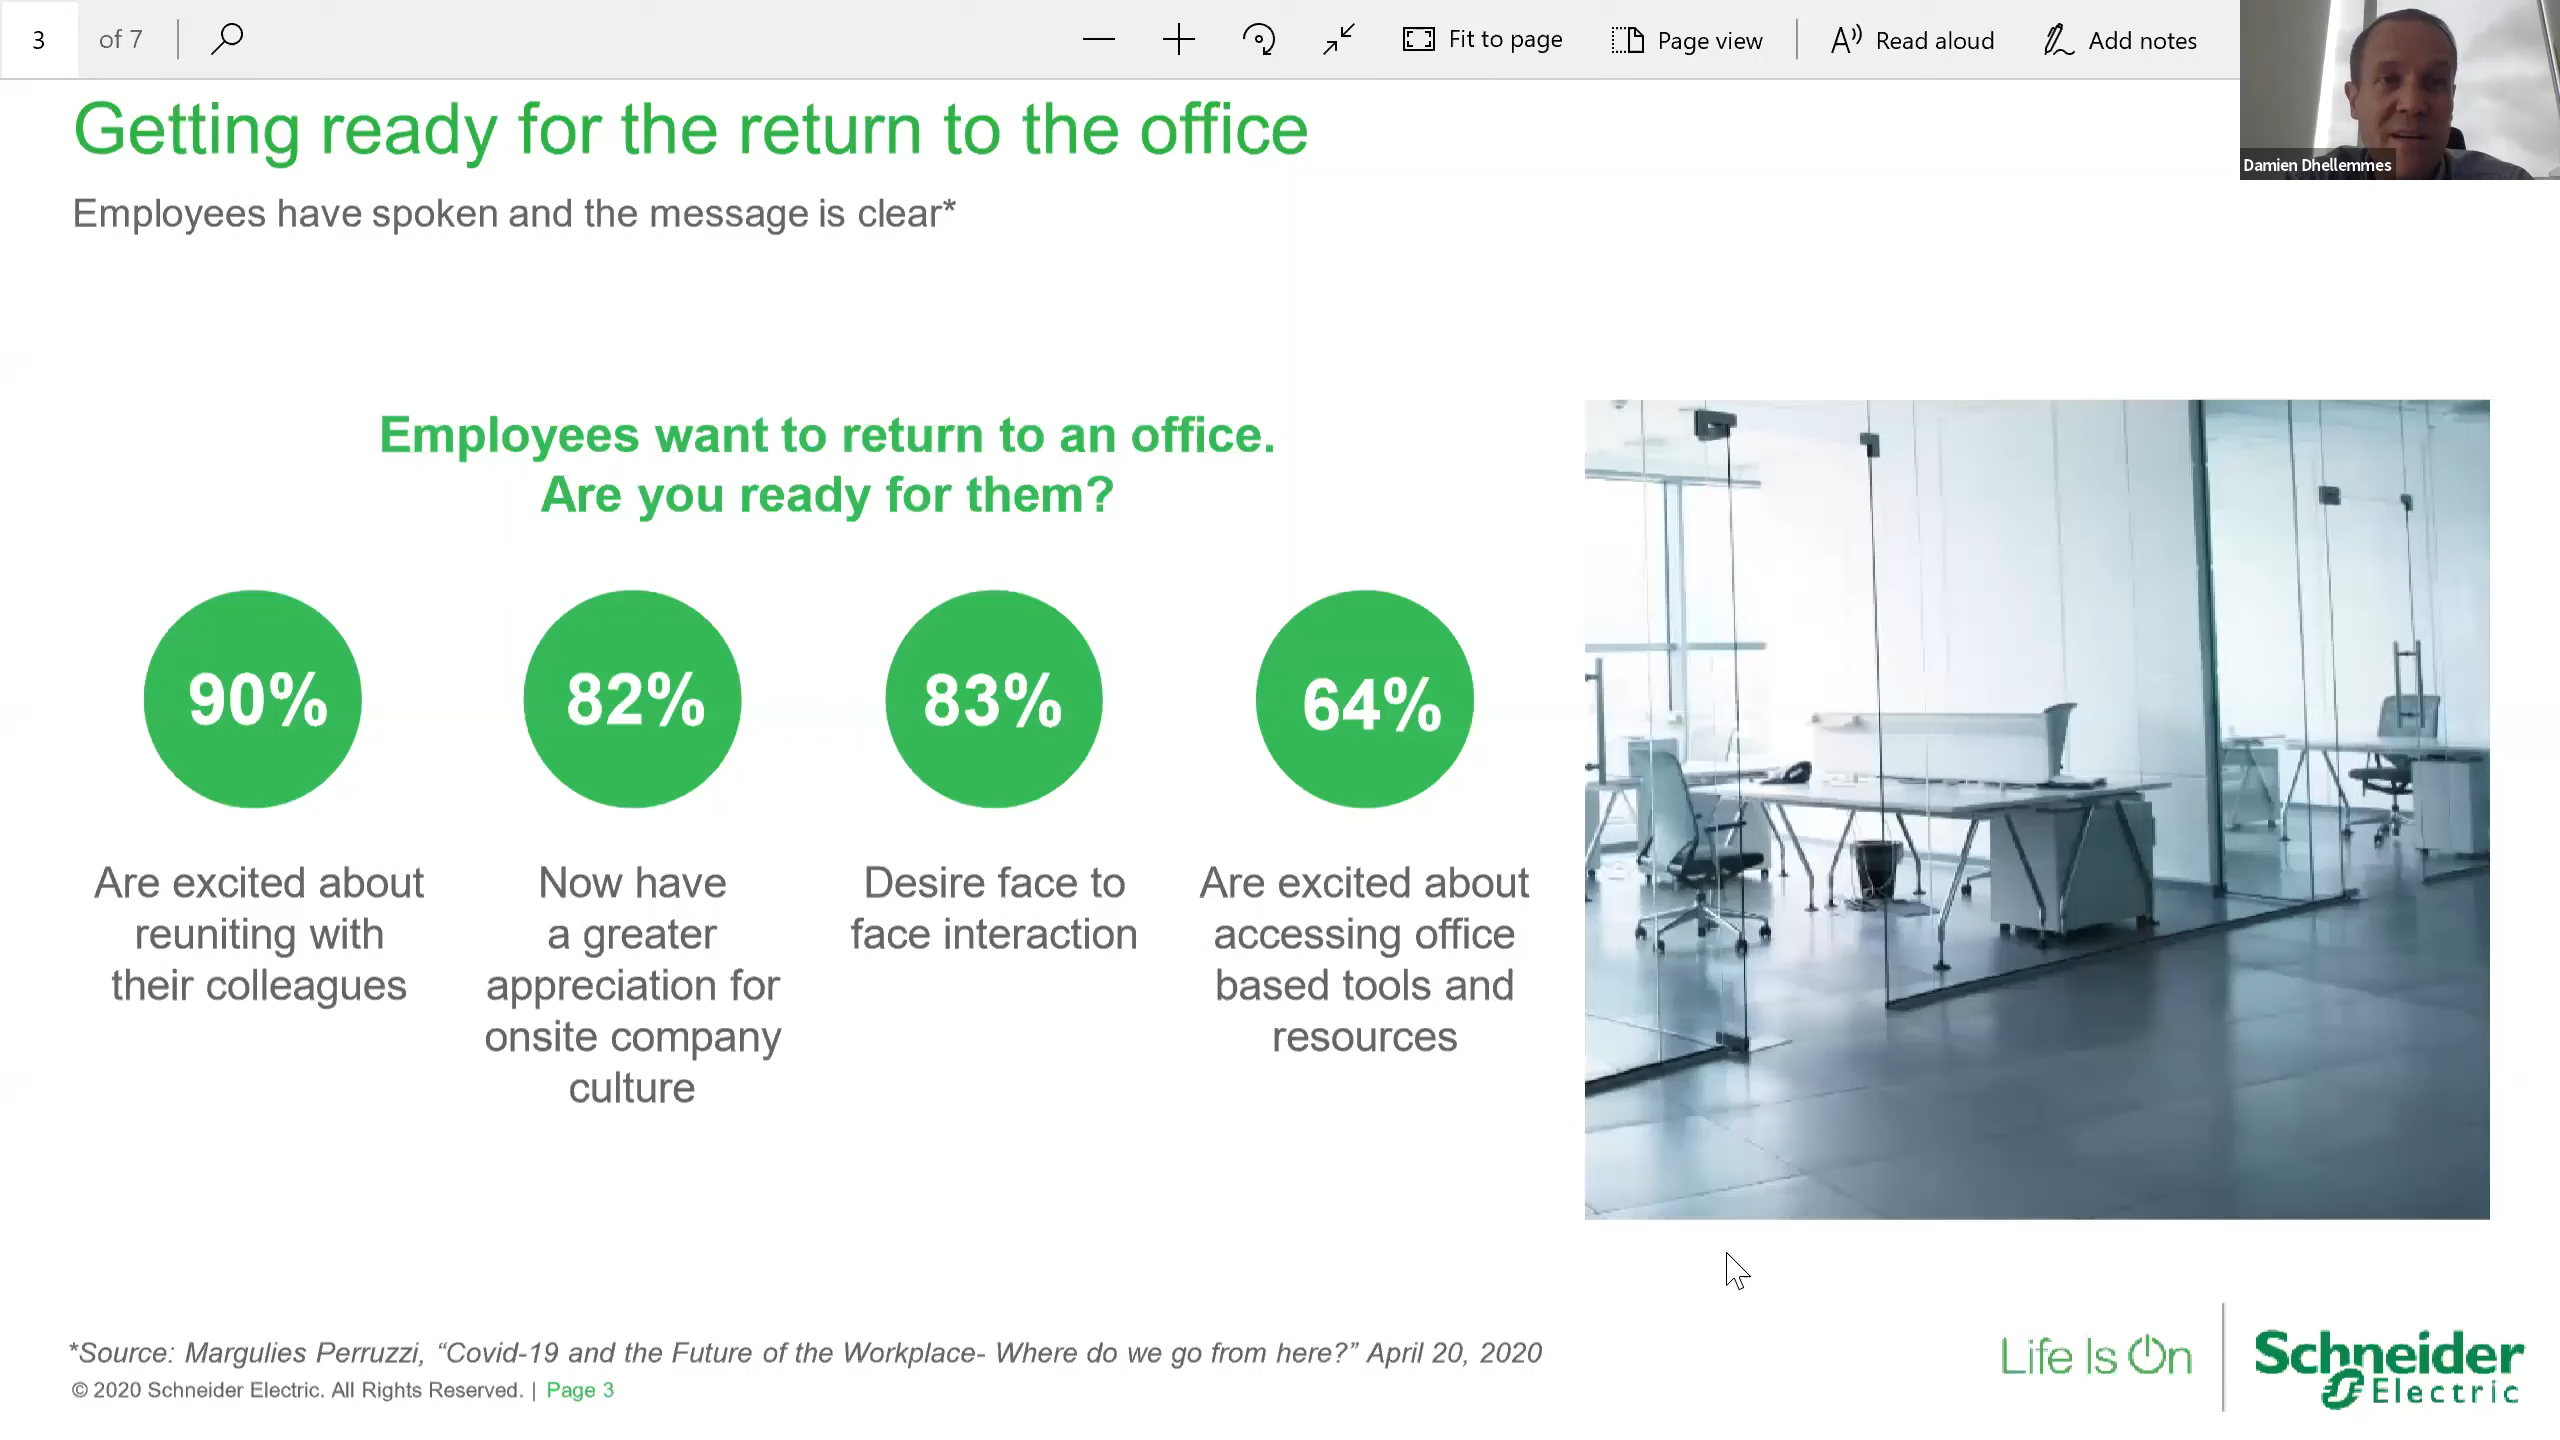 3 of 7 Fit to page Page view Read aloud Add notes
Damien Dhellemmes
Getting ready for the return to the office
Employees have spoken and the message is clear*
Employees want to return to an office.
Are you ready for them?
90%
Are excited about
reuniting with
their colleagues
82%
Now have
a greater
appreciation for
onsite company
culture
83%
Desire face to
face interaction
64%
Are excited about
accessing office
based tools and
resources
*Source: Margulies Perruzzi, “Covid-19 and the Future of the Workplace- Where do we go from here?” April 20, 2020
© 2020 Schneider Electric. All Rights Reserved. | Page 3
Life Is On
Schneider
Electric